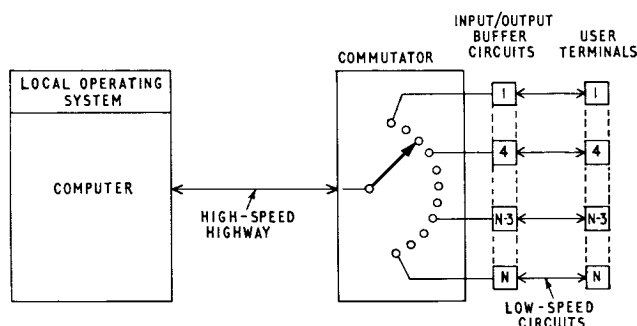 INPUT/OUTPUT
BUFFER
CIRCUITS
USER
TERMINALS
COMMUTATOR
LOCAL OPERATING
SYSTEM
COMPUTER
HIGH-SPEED
HIGHWAY
1
1
4
4
N-3
N-3
N
N
LOW-SPEED
CIRCUITS